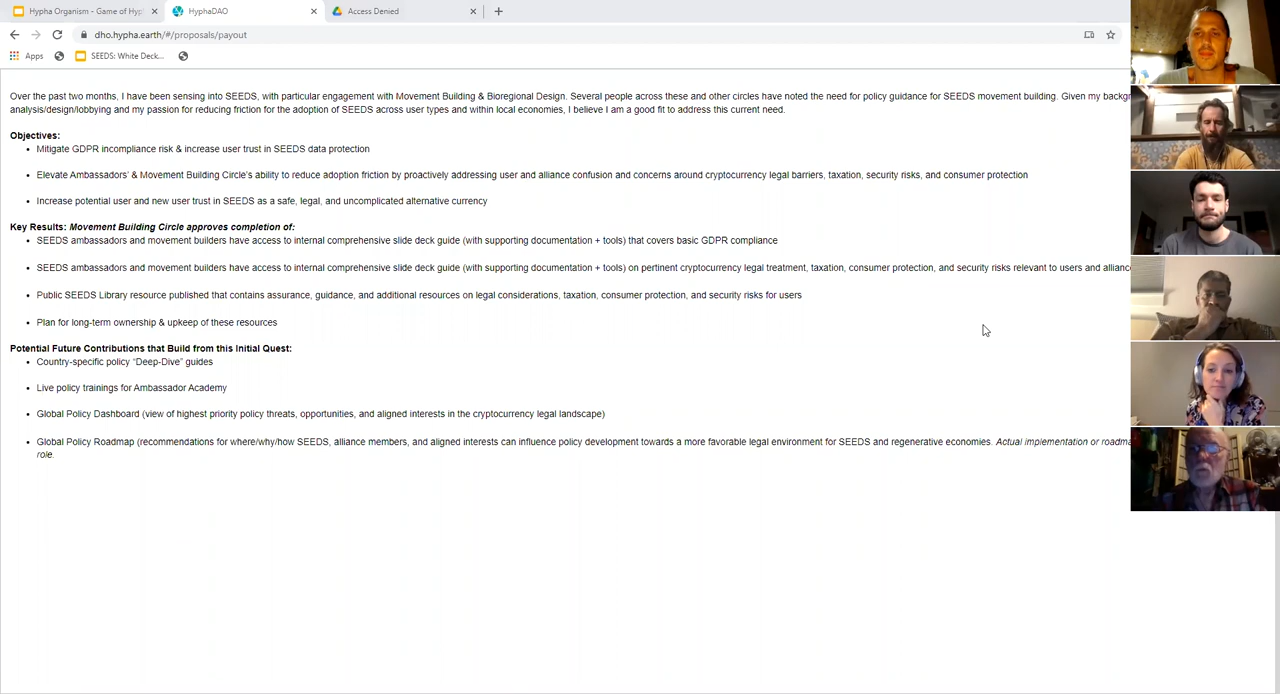 Hypha Organism - Game of Hyp
HyphaDAO
Access Denied
dho.hypha.earth/#/proposals/payout
Apps
SEEDS: White Deck...
Over the past two months, I have been sensing into SEEDS, with particular engagement with Movement Building & Bioregional Design. Several people across these and other circles have noted the need for policy guidance for SEEDS movement building. Given my
analysis/design/lobbying and my passion for reducing friction for the adoption of SEEDS across user types and within local economies, I believe I am a good fit to address this current need.
Objectives:
• Mitigate GDPR incompliance risk & increase user trust in SEEDS data protection
• Elevate Ambassadors' & Movement Building Circle's ability to reduce adoption friction by proactively addressing user and alliance confusion and concerns around cryptocurrency legal barriers, taxation, security risks, and consumer protection
• Increase potential user and new user trust in SEEDS as a safe, legal, and uncomplicated alternative currency
Key Results: Movement Building Circle approves completion of:
• SEEDS ambassadors and movement builders have access to internal comprehensive slide deck guide (with supporting documentation + tools) that covers basic GDPR compliance
• SEEDS ambassadors and movement builders have access to internal comprehensive slide deck guide (with supporting documentation + tools) on pertinent cryptocurrency legal treatment, taxation, consumer protection, and security risks relevant to users and
• Public SEEDS Library resource published that contains assurance, guidance, and additional resources on legal considerations, taxation, consumer protection, and security risks for users
• Plan for long-term ownership & upkeep of these resources
Potential Future Contributions that Build from this Initial Quest:
• Country-specific policy "Deep-Dive" guides
• Live policy trainings for Ambassador Academy
• Global Policy Dashboard (view of highest priority policy threats, opportunities, and aligned interests in the cryptocurrency legal landscape)
• Global Policy Roadmap (recommendations for where/why/how SEEDS, alliance members, and aligned interests can influence policy development towards a more favorable legal environment for SEEDS and regenerative economies. Actual implementation or
role.